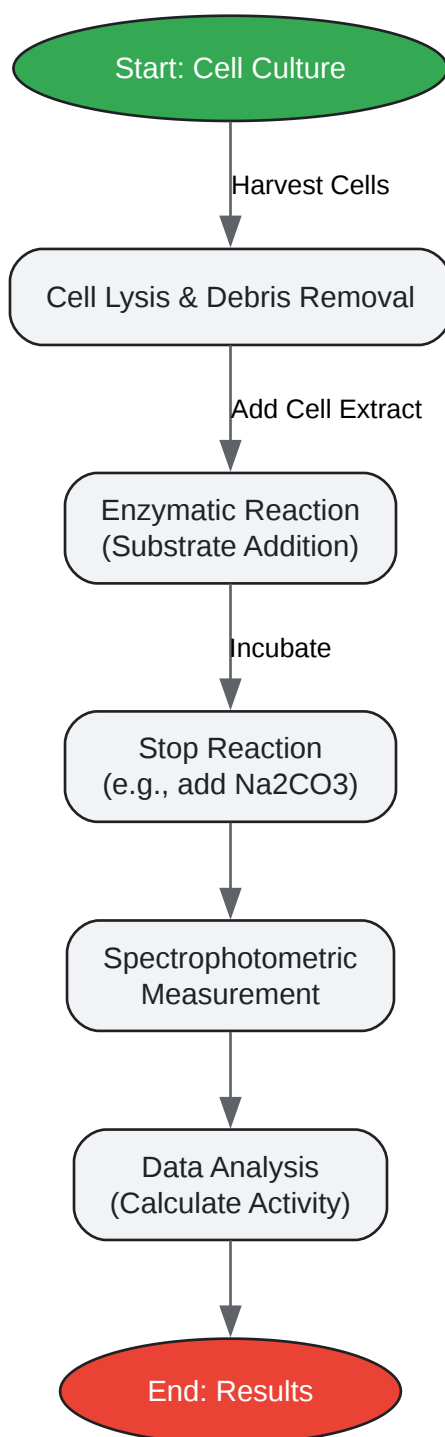 Start: Cell Culture
Harvest Cells
Cell Lysis & Debris Removal
Add Cell Extract
Enzymatic Reaction
(Substrate Addition)
Incubate
Stop Reaction
(e.g., add Na2CO3)
Spectrophotometric
Measurement
Data Analysis
(Calculate Activity)
End: Results